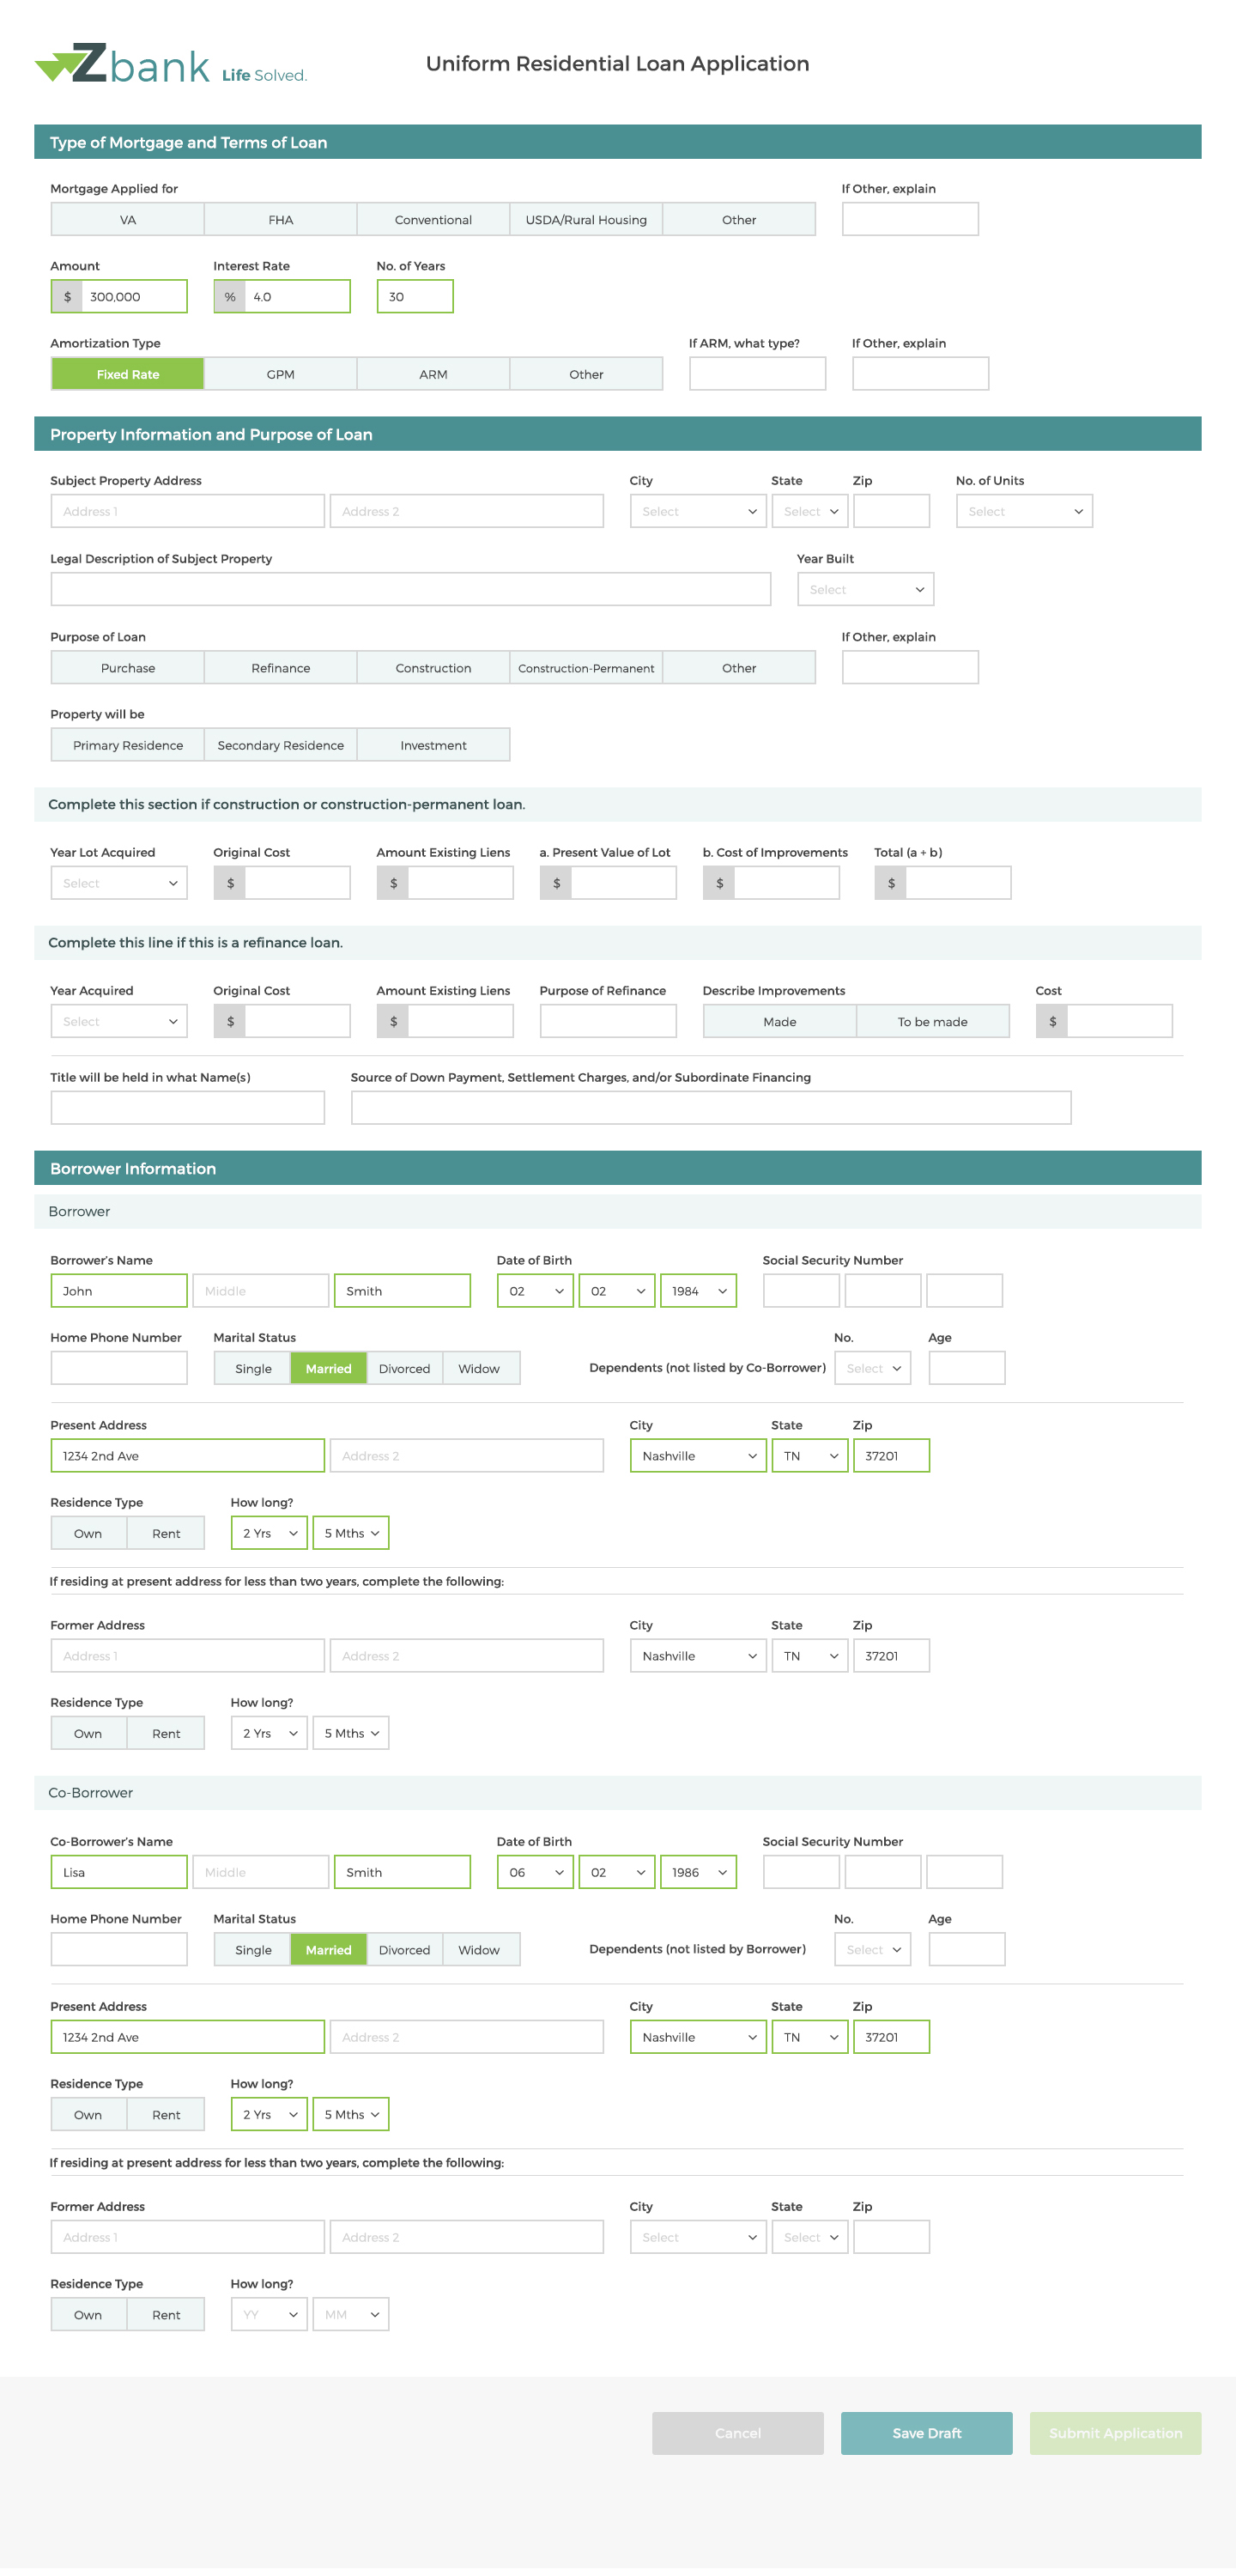 Zbank Life Solved.
Uniform Residential Loan Application
Type of Mortgage and Terms of Loan
Mortgage Applied for If Other, explain
VA FHA Conventional USDA/Rural Housing Other
Amount Interest Rate No. of Years
$ 300,000 % 4.0 30
Amortization Type If ARM, what type? If Other, explain
Fixed Rate GPM ARM Other
Property Information and Purpose of Loan
Subject Property Address City State Zip No. of Units
Address 1 Address 2 Select Select Select
Legal Description of Subject Property Year Built
Select
Purpose of Loan If Other, explain
Purchase Refinance Construction Construction-Permanent Other
Property will be
Primary Residence Secondary Residence Investment
Complete this section if construction or construction-permanent loan.
Year Lot Acquired Original Cost Amount Existing Liens a. Present Value of Lot b. Cost of Improvements Total (a + b)
Select $ $ $ $ $
Complete this line if this is a refinance loan.
Year Acquired Original Cost Amount Existing Liens Purpose of Refinance Describe Improvements Cost
Select $ $ Made To be made $
Title will be held in what Name(s) Source of Down Payment, Settlement Charges, and/or Subordinate Financing
Borrower Information
Borrower
Borrower's Name Date of Birth Social Security Number
John Middle Smith 02 02 1984
Home Phone Number Marital Status No. Age
Single Married Divorced Widow Dependents (not listed by Co-Borrower) Select
Present Address City State Zip
1234 2nd Ave Address 2 Nashville TN 37201
Residence Type How long?
Own Rent 2 Yrs 5 Mths
If residing at present address for less than two years, complete the following:
Former Address City State Zip
Address 1 Address 2 Nashville TN 37201
Residence Type How long?
Own Rent 2 Yrs 5 Mths
Co-Borrower
Co-Borrower's Name Date of Birth Social Security Number
Lisa Middle Smith 06 02 1986
Home Phone Number Marital Status No. Age
Single Married Divorced Widow Dependents (not listed by Borrower) Select
Present Address City State Zip
1234 2nd Ave Address 2 Nashville TN 37201
Residence Type How long?
Own Rent 2 Yrs 5 Mths
If residing at present address for less than two years, complete the following:
Former Address City State Zip
Address 1 Address 2 Select Select
Residence Type How long?
Own Rent YY MM
Cancel Save Draft Submit Application